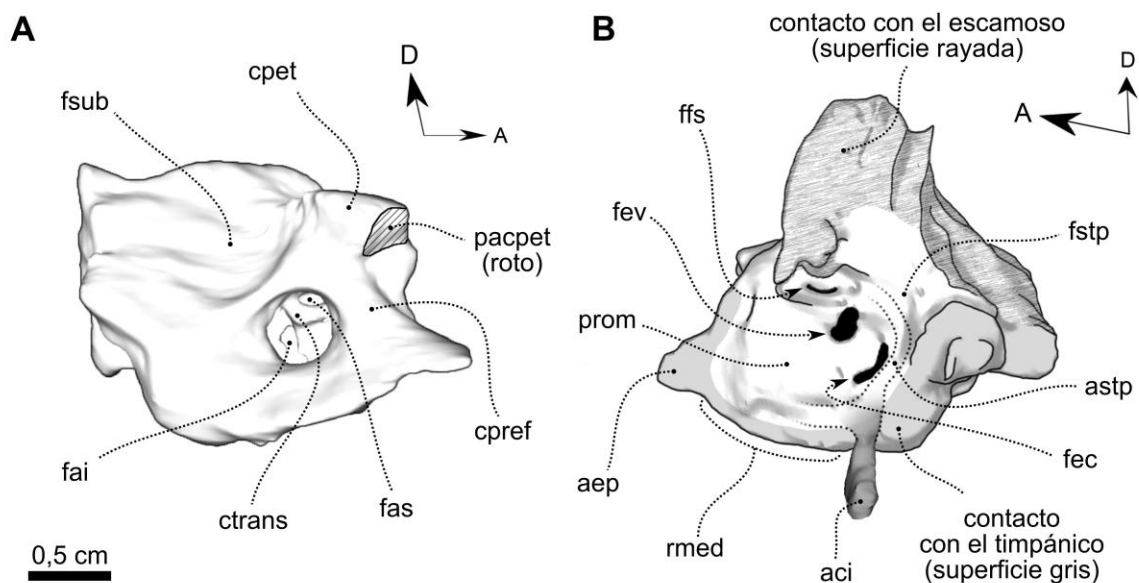 A
D
A
cpet
fsub
pacpet
(roto)
cpref
fas
ctrans
fai
0,5 cm
B
contacto con el escamoso
(superficie rayada)
D
A
ffs
fev
fstp
prom
astp
aep
fec
rmed
aci
contacto
con el timpánico
(superficie gris)